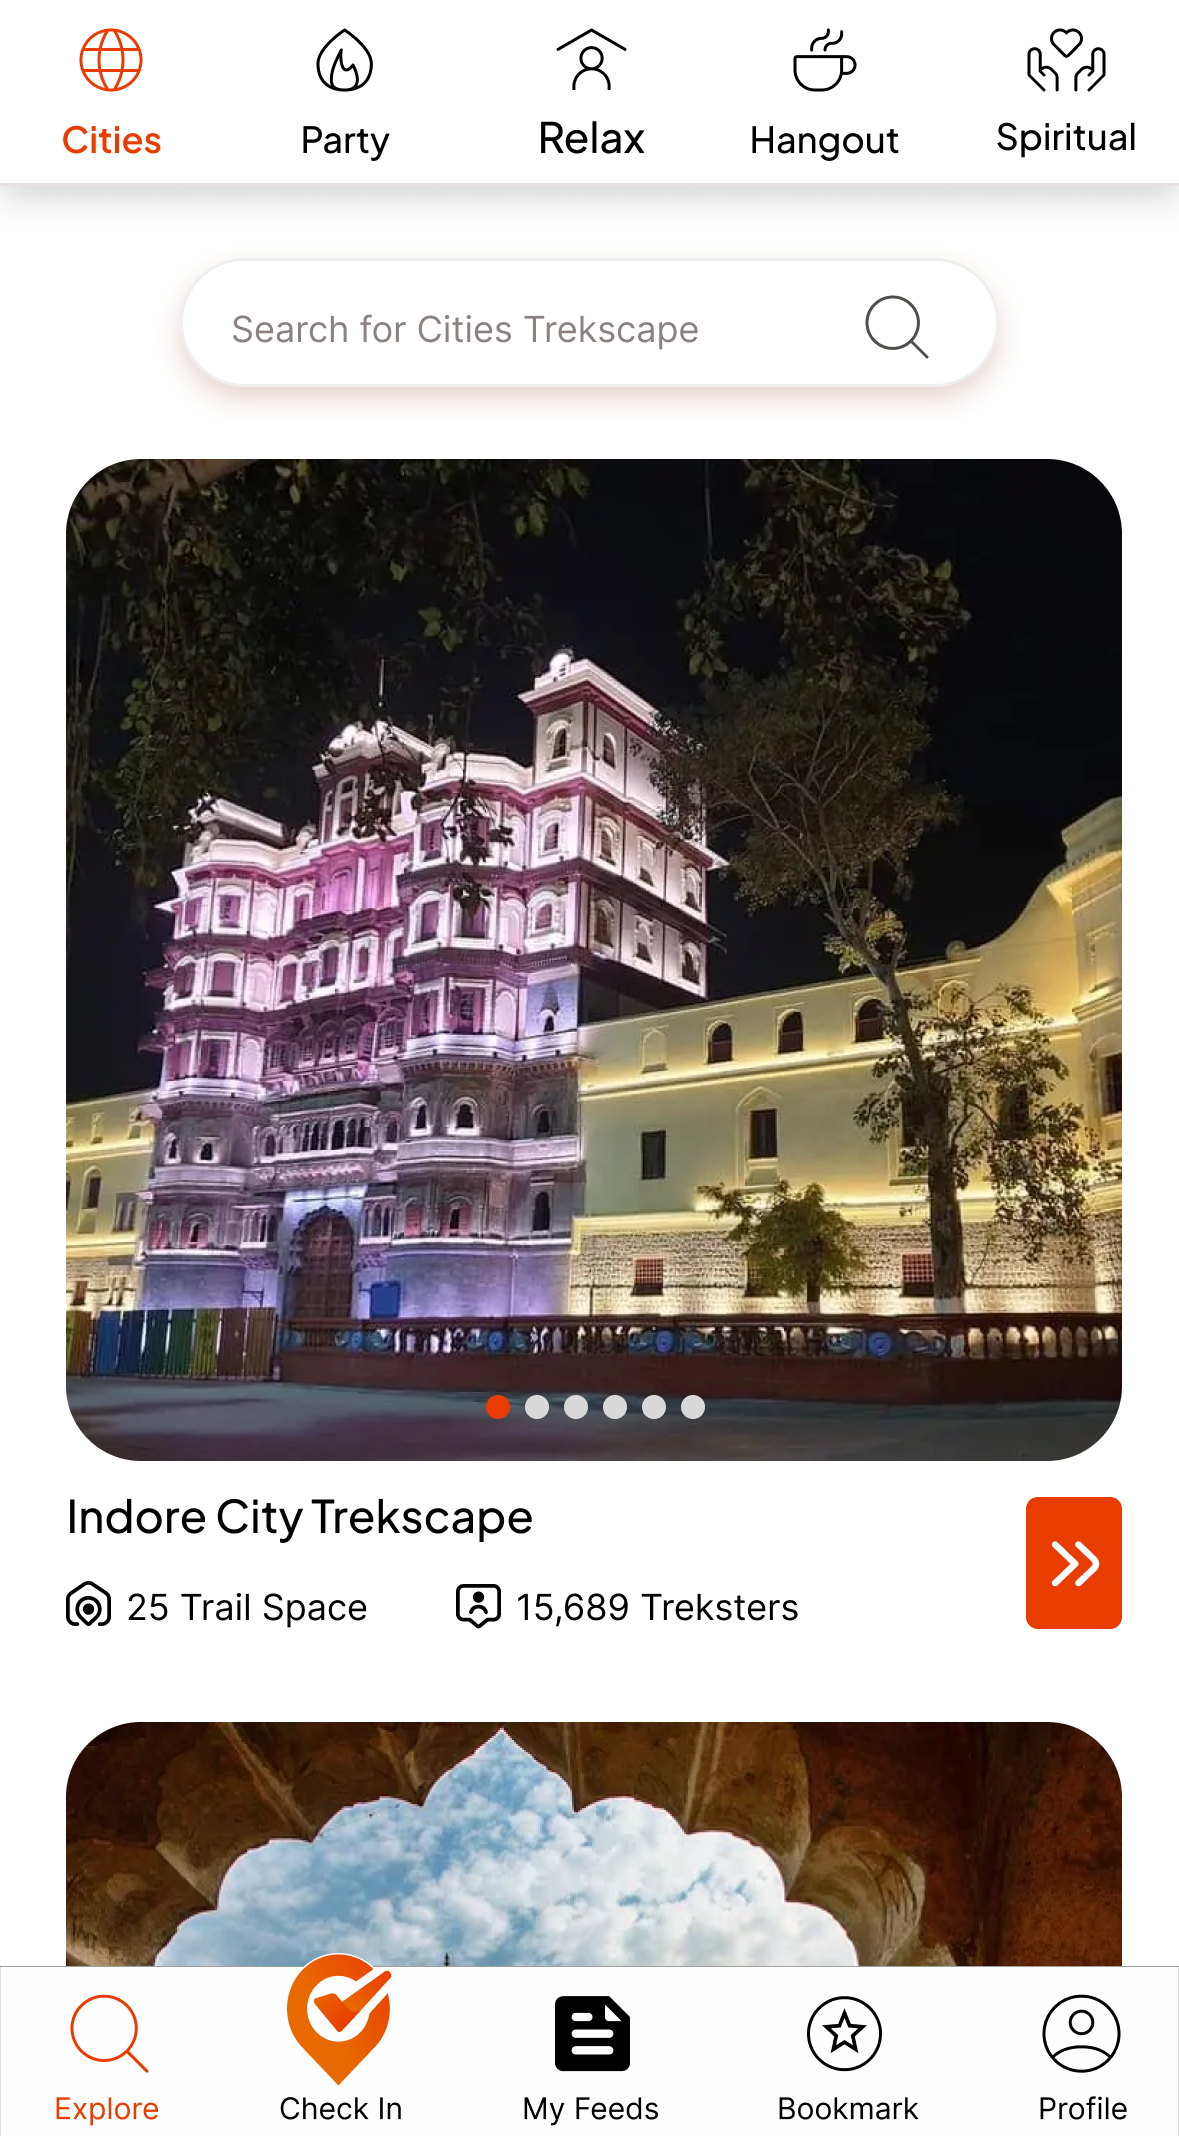 Cities Party Relax Hangout Spiritual
Search for Cities Trekscape
Indore City Trekscape
25 Trail Space 15,689 Treksters
Explore Check In My Feeds Bookmark Profile